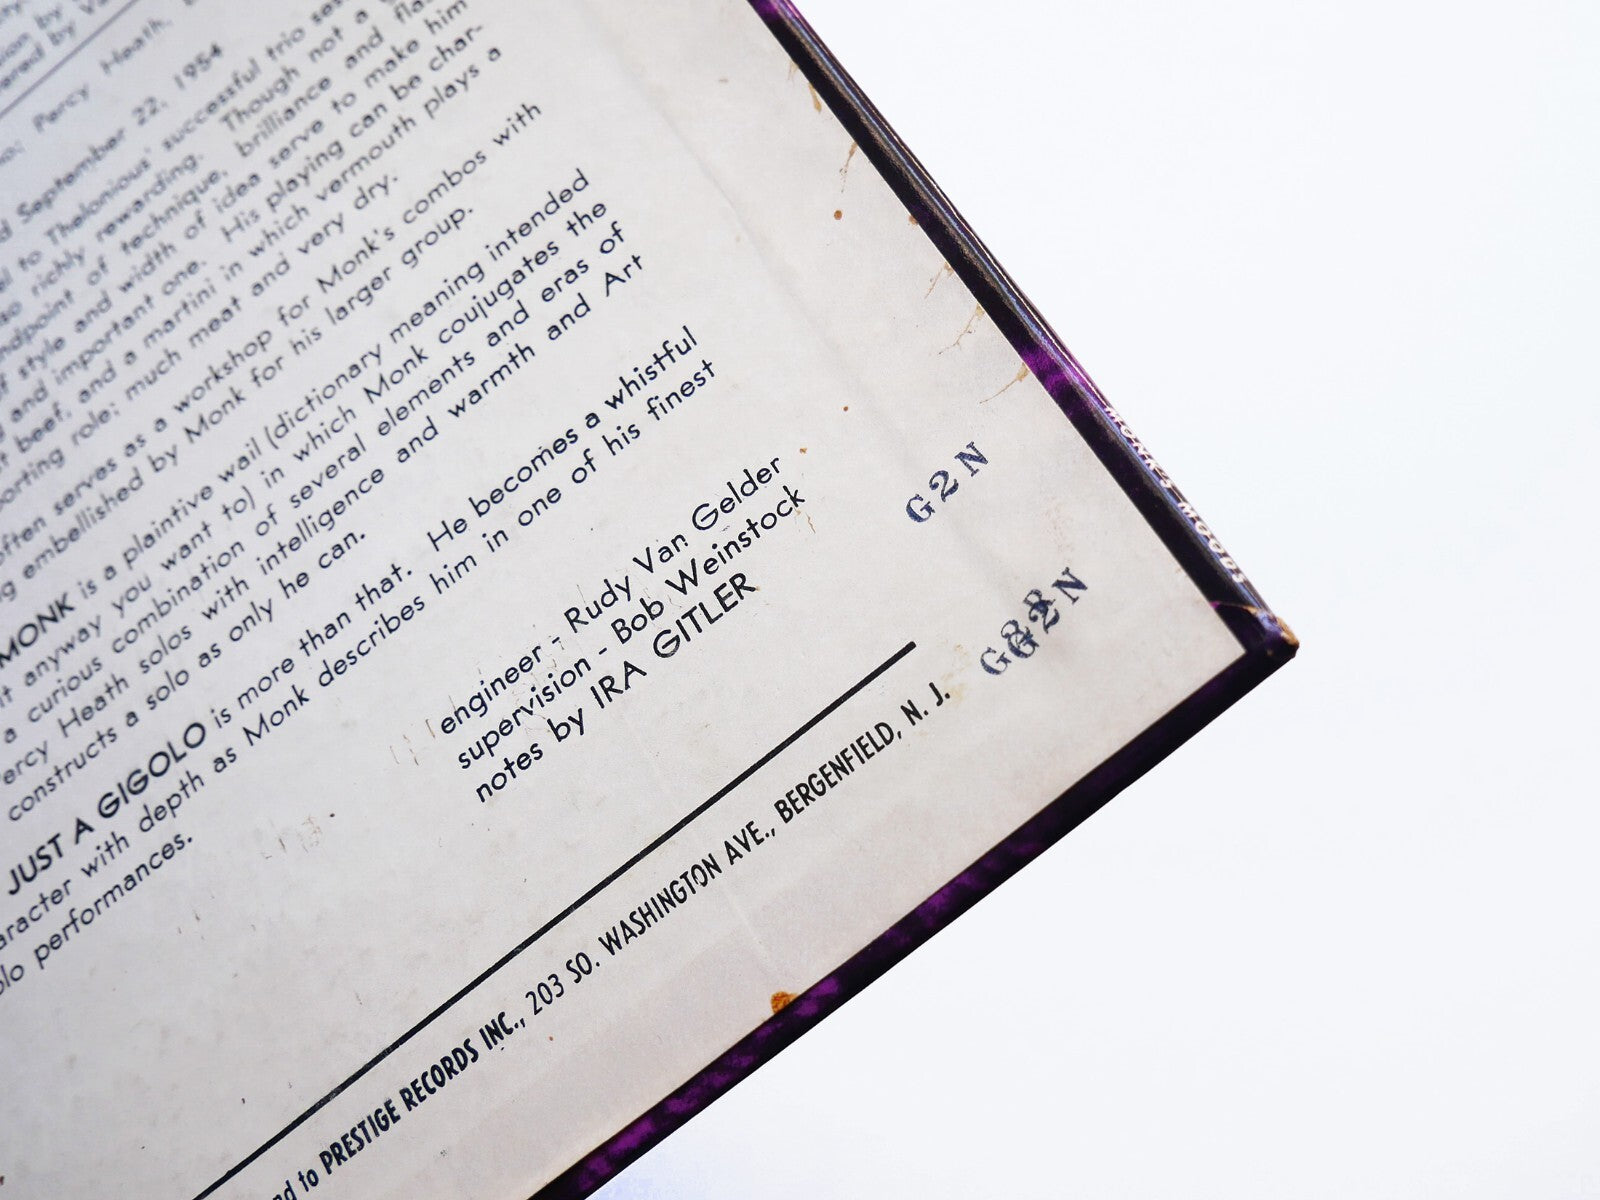 ered by Va
o: Percy Heath,
d September 22, 1954
l to Thelonious' successful trio se
so richly rewarding. Though not a
ndpoint of technique, brilliance and fla
f style and width of idea serve to make him
and important one. His playing can be char-
t beef, and a martini in which vermouth plays a
porting role; much meat and very dry.
often serves as a workshop for Monk's combos with
g embellished by Monk for his larger group.
MONK is a plaintive wail (dictionary meaning intended
t anyway you want to) in which Monk coujugates the
a curious combination of several elements and eras of
ercy Heath solos with intelligence and warmth and Art
constructs a solo as only he can.
JUST A GIGOLO is more than that. He becomes a whistful
aracter with depth as Monk describes him in one of his finest
olo performances.
engineer - Rudy Van Gelder
supervision - Bob Weinstock
notes by IRA GITLER
nd to PRESTIGE RECORDS INC., 203 SO. WASHINGTON AVE., BERGENFIELD, N. J.
G2N
G2N